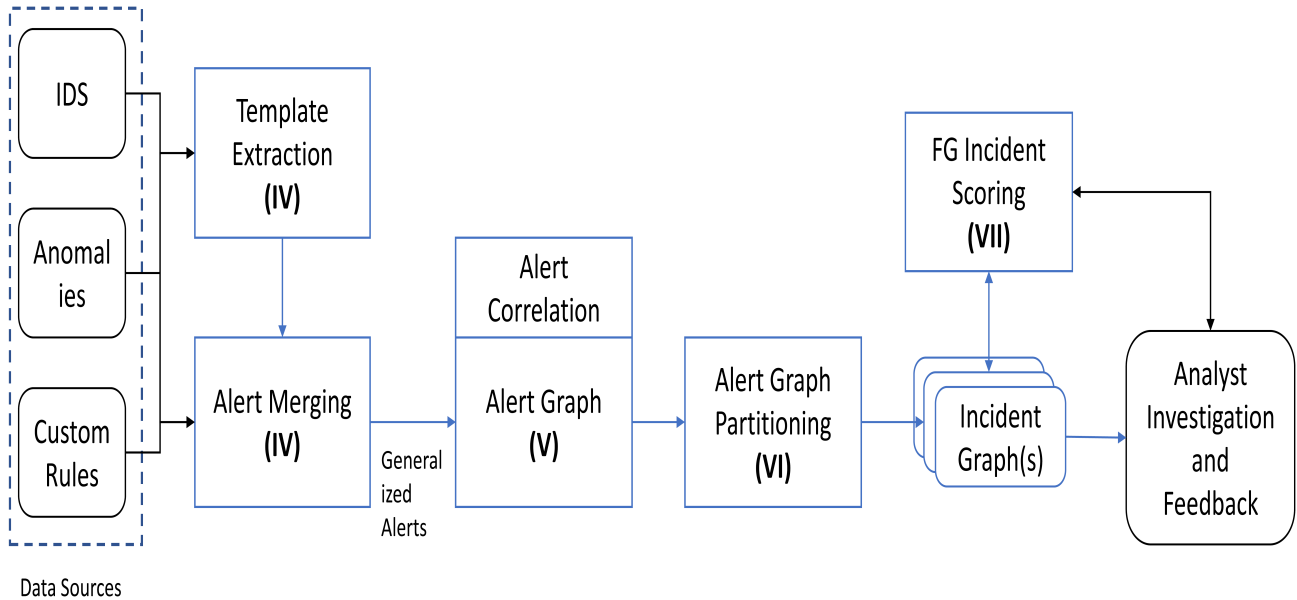 IDS
Anomal
ies
Custom
Rules
Data Sources
Template
Extraction
(IV)
Alert Merging
(IV)
General
ized
Alerts
Alert
Correlation
Alert Graph
(V)
Alert Graph
Partitioning
(VI)
FG Incident
Scoring
(VII)
Incident
Graph(s)
Analyst
Investigation
and
Feedback